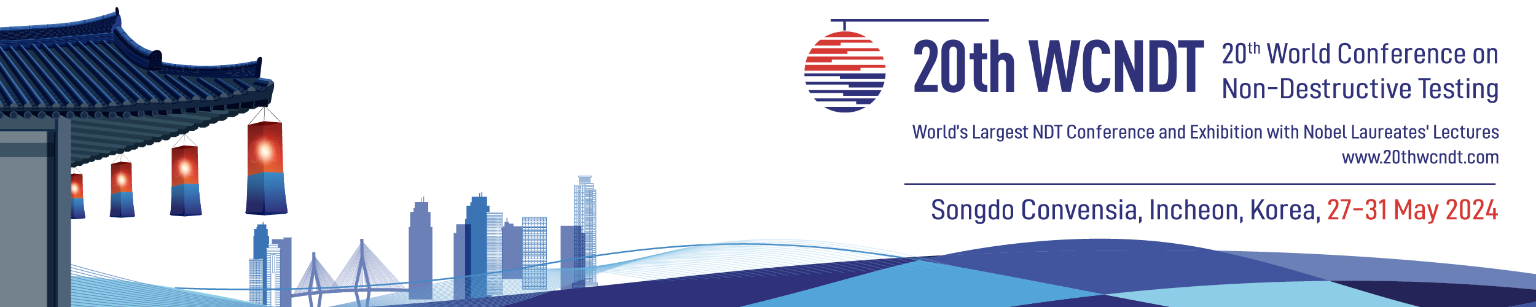 20th WCNDT
20th World Conference on
Non-Destructive Testing
World's Largest NDT Conference and Exhibition with Nobel Laureates' Lectures
www.20thwcndt.com
Songdo Convensia, Incheon, Korea, 27-31 May 2024